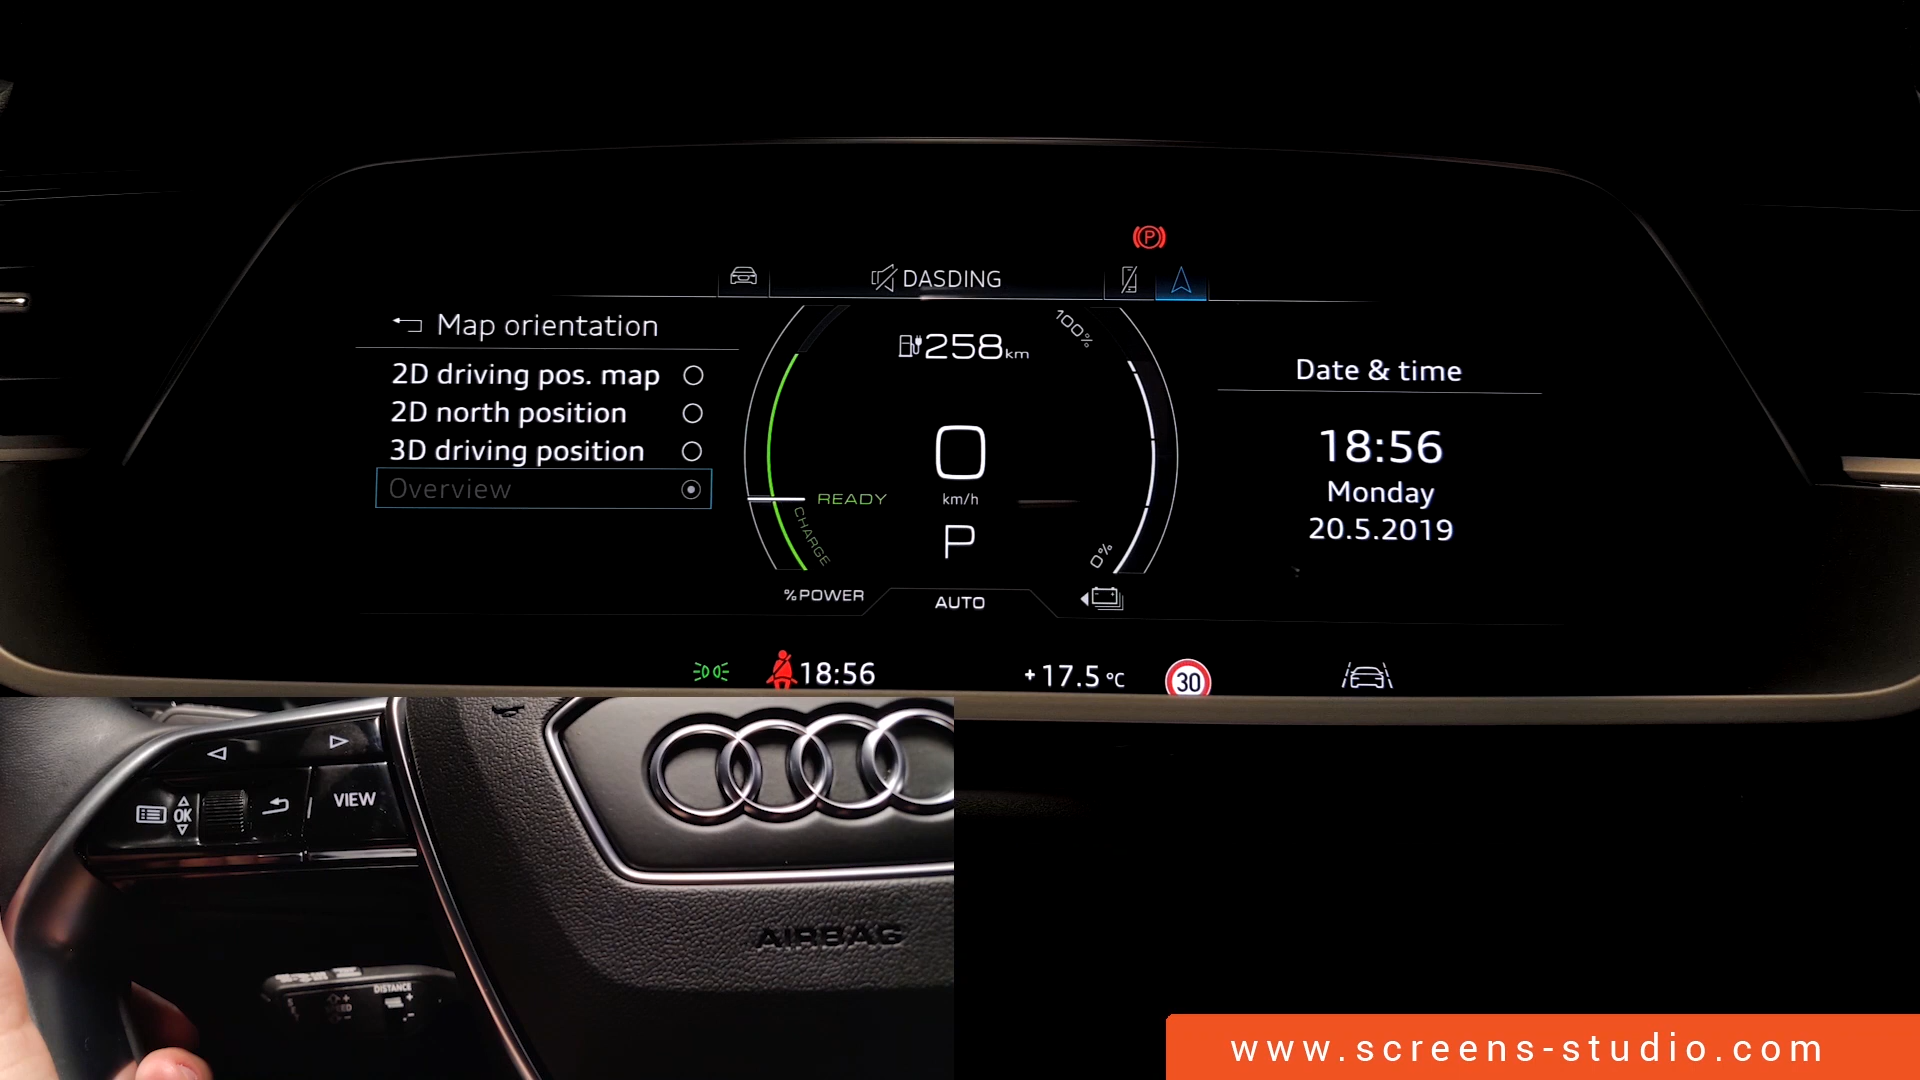 DASDING
Map orientation
2D driving pos. map
2D north position
3D driving position
Overview
100%
258 km
0
km/h
P
READY
CHARGE
0%
% POWER
AUTO
Date & time
18:56
Monday
20.5.2019
18:56
+17.5 °C
30
OK
VIEW
AIRBAG
DISTANCE
www.screens-studio.com